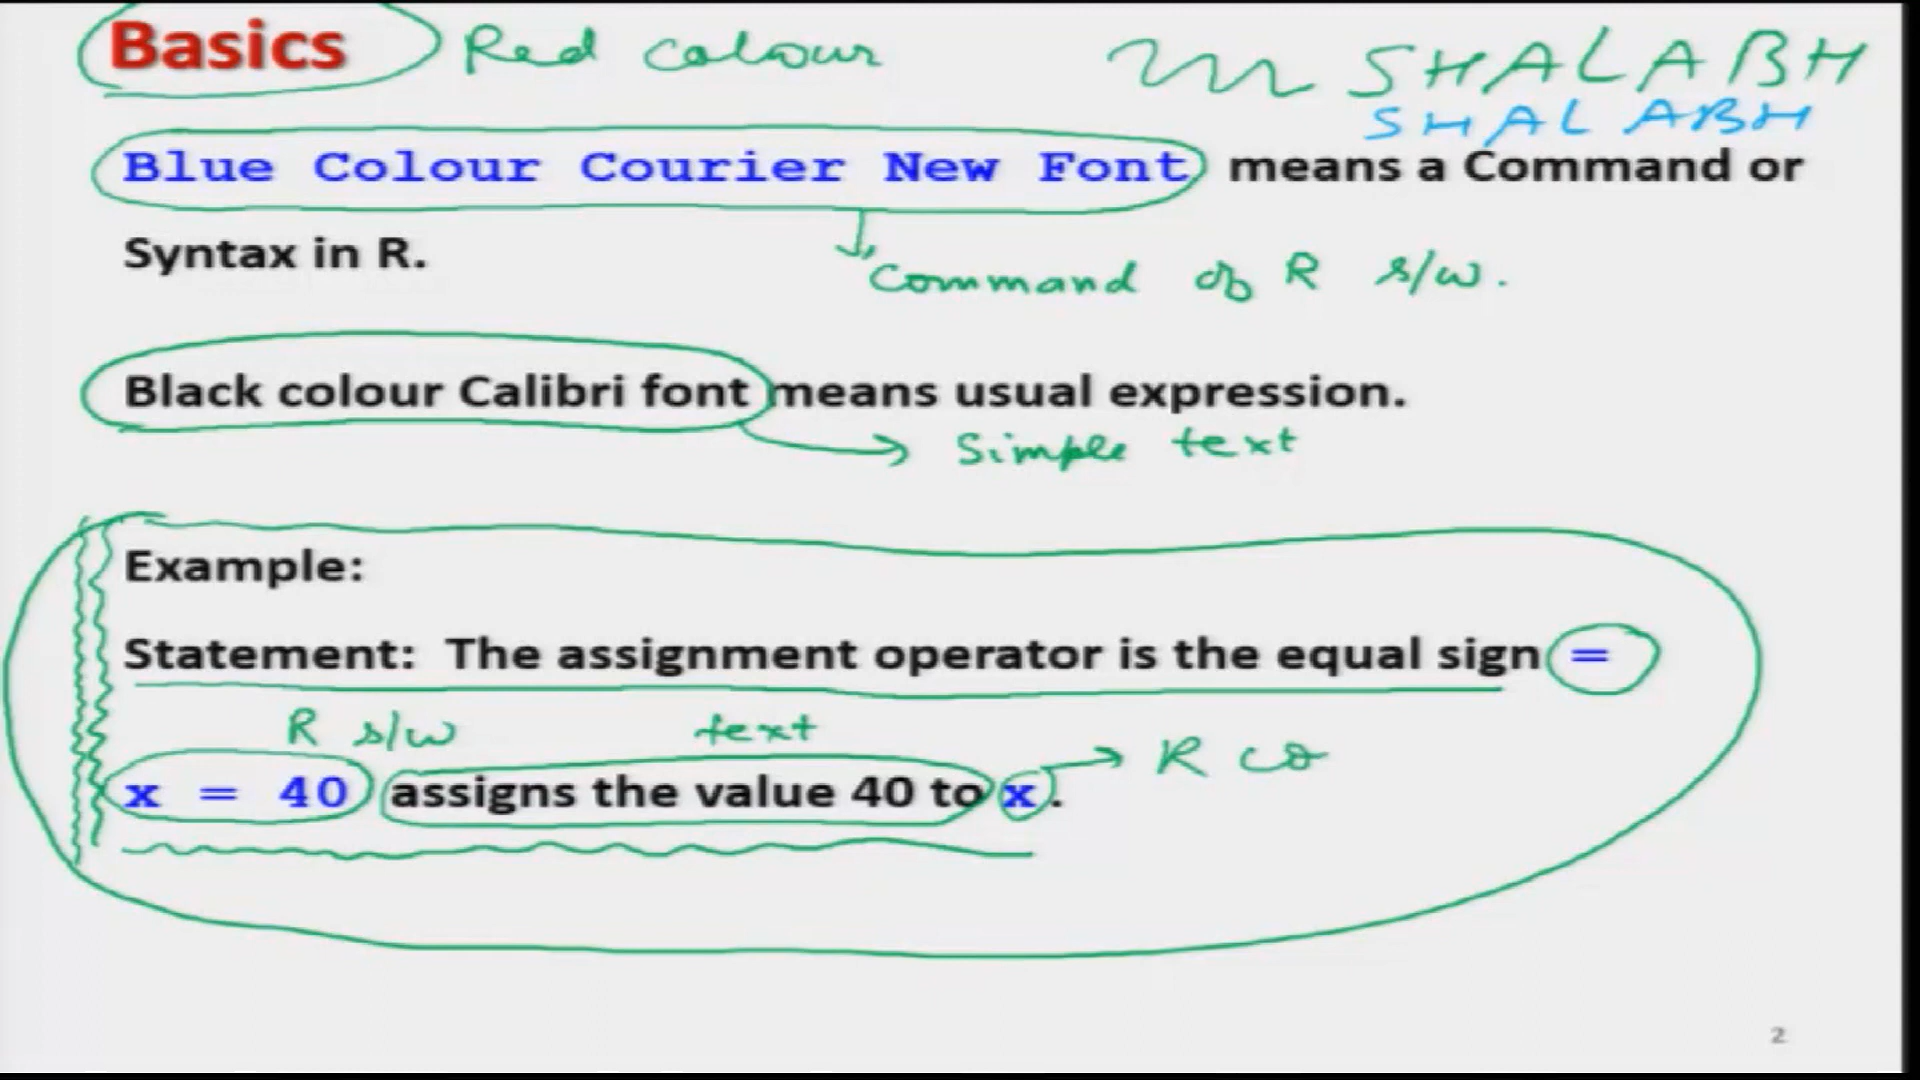 Basics Red colour SHALABH
SHALABH
Blue Colour Courier New Font means a Command or
Syntax in R.
Command of R s/w.
Black colour Calibri font means usual expression.
Simple text
Example:
Statement: The assignment operator is the equal sign =
R s/w text R co
x = 40 assigns the value 40 to x.
2